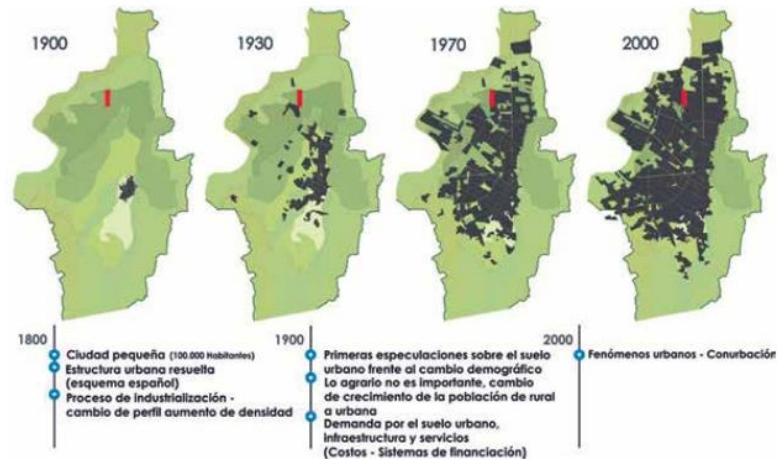 1900
1930
1970
2000
1800
Ciudad pequeña (100.000 Habitantes)
Estructura urbana resuelta
(esquema español)
Proceso de industrialización -
cambio de perfil aumento de densidad
1900
Primeras especulaciones sobre el suelo
urbano frente al cambio demográfico
Lo agrario no es importante, cambio
de crecimiento de la población de rural
a urbana
Demanda por el suelo urbano,
infraestructura y servicios
(Costos - Sistemas de financiación)
2000
Fenómenos urbanos - Conurbación